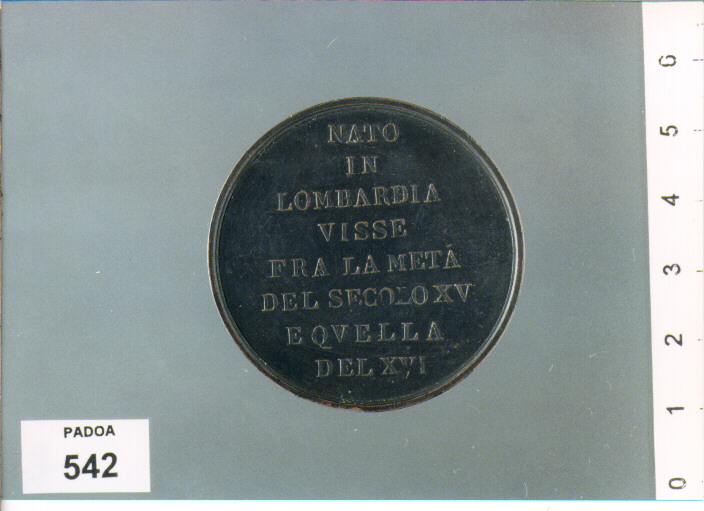 NATO
IN
LOMBARDIA
VISSE
FRA LA METÁ
DEL SECOLO XV
E QVELLA
DEL XVI
PADOA
542
6
5
4
3
2
1
0